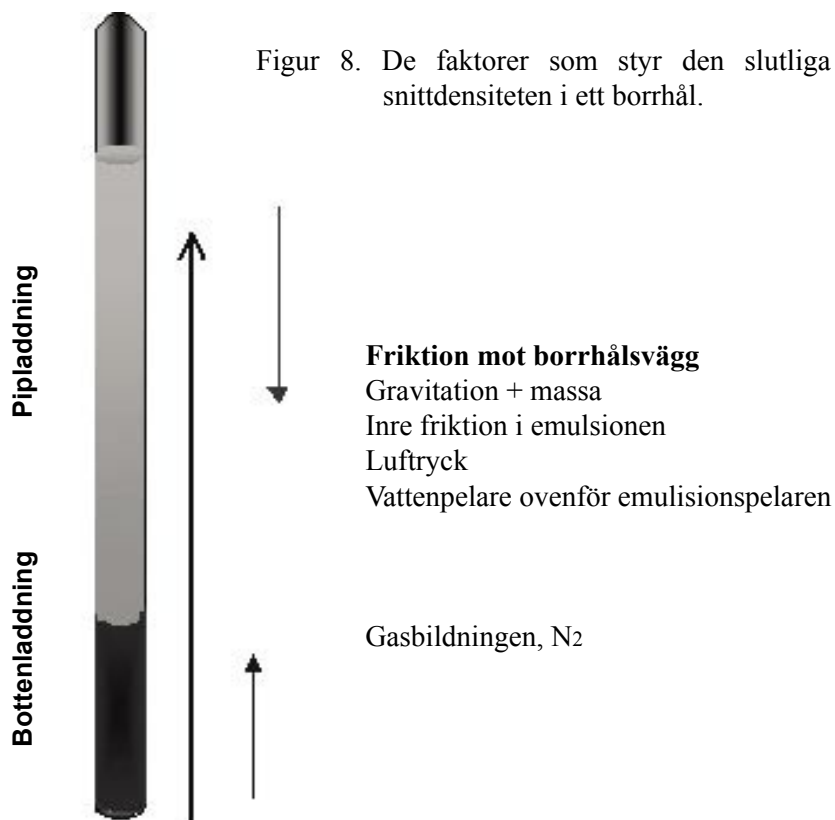 Figur 8. De faktorer som styr den slutliga
snittdensiteten i ett borrhål.
Pipladdning
Friktion mot borrhålsvägg
Gravitation + massa
Inre friktion i emulsionen
Luftryck
Vattenpelare ovenför emulisionspelaren
Bottenladdning
Gasbildningen, N2